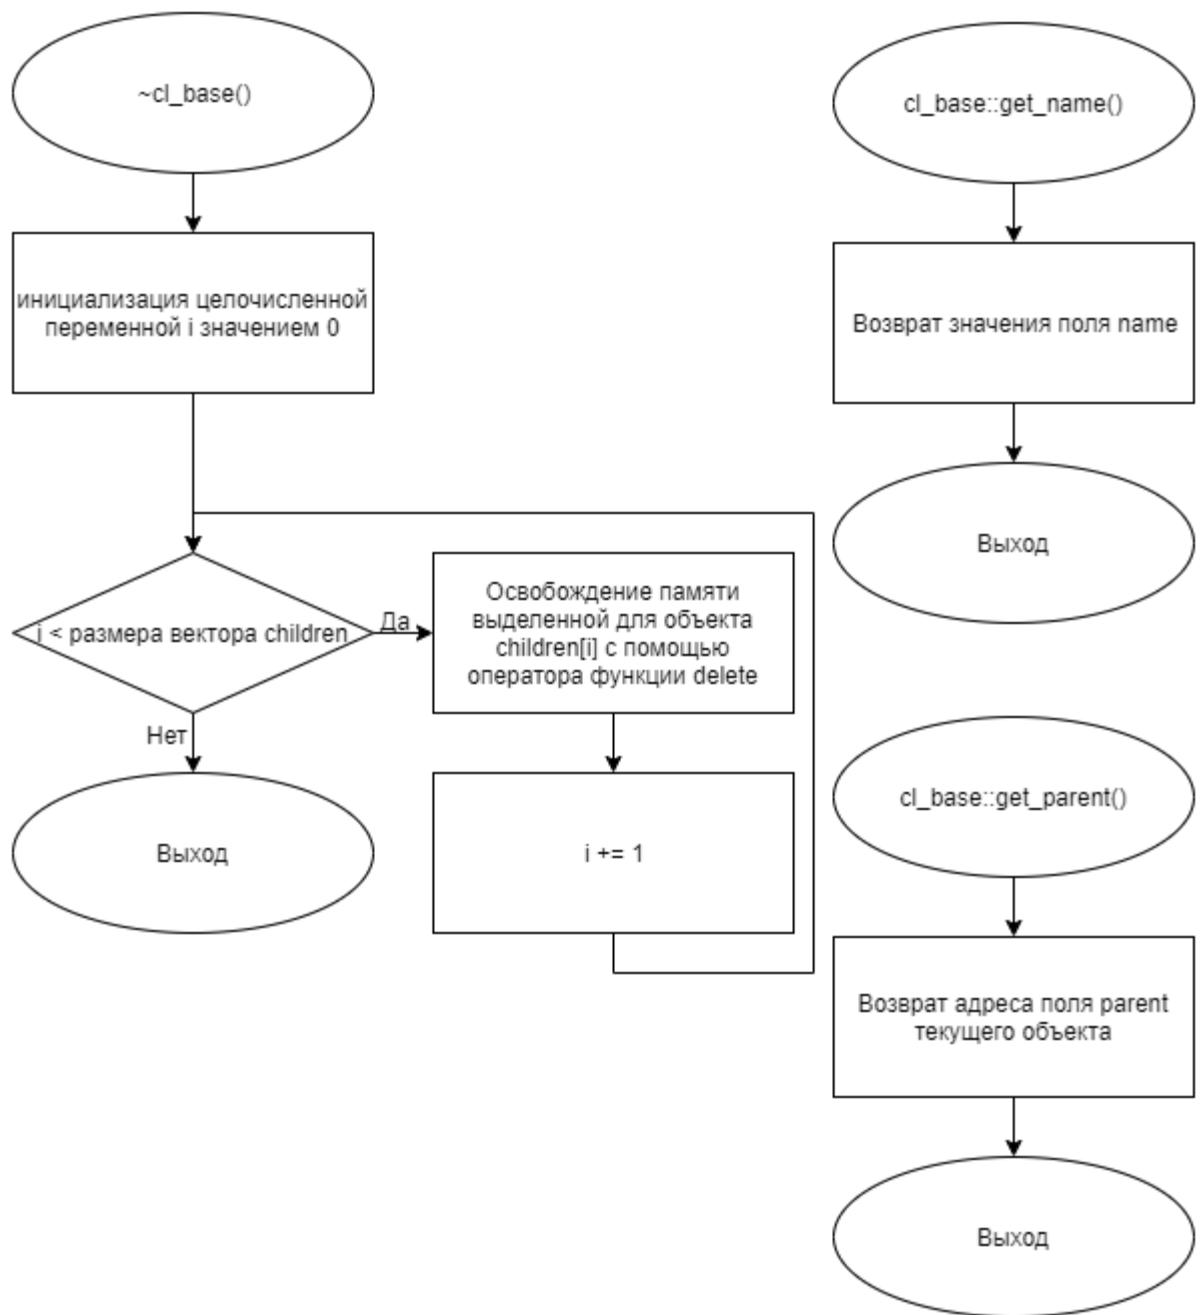 ~cl_base()
инициализация целочисленной
переменной i значением 0
i < размера вектора children
Да
Освобождение памяти
выделенной для объекта
children[i] с помощью
оператора функции delete
Нет
Выход
i += 1
cl_base::get_name()
Возврат значения поля name
Выход
cl_base::get_parent()
Возврат адреса поля parent
текущего объекта
Выход